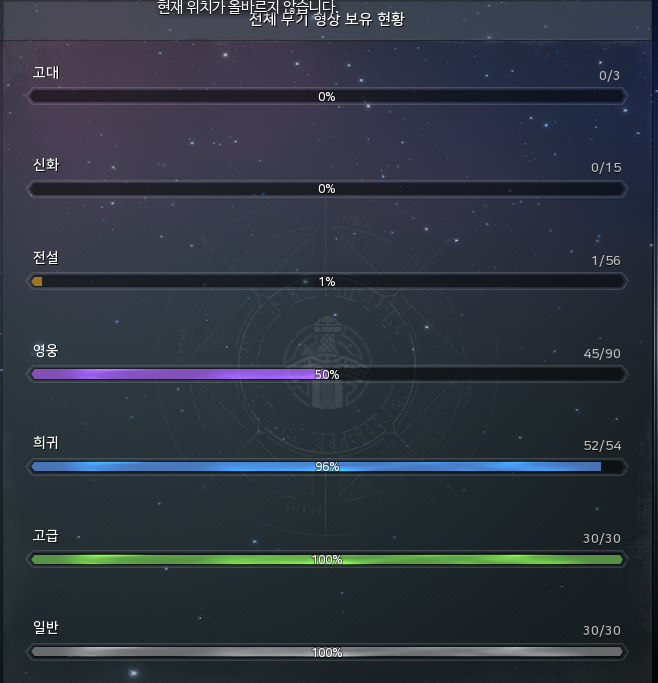 현재 위치가 올바르지 않습니다.
전체 무기 형상 보유 현황
고대 0/3
0%
신화 0/15
0%
전설 1/56
1%
영웅 45/90
50%
희귀 52/54
96%
고급 30/30
100%
일반 30/30
100%